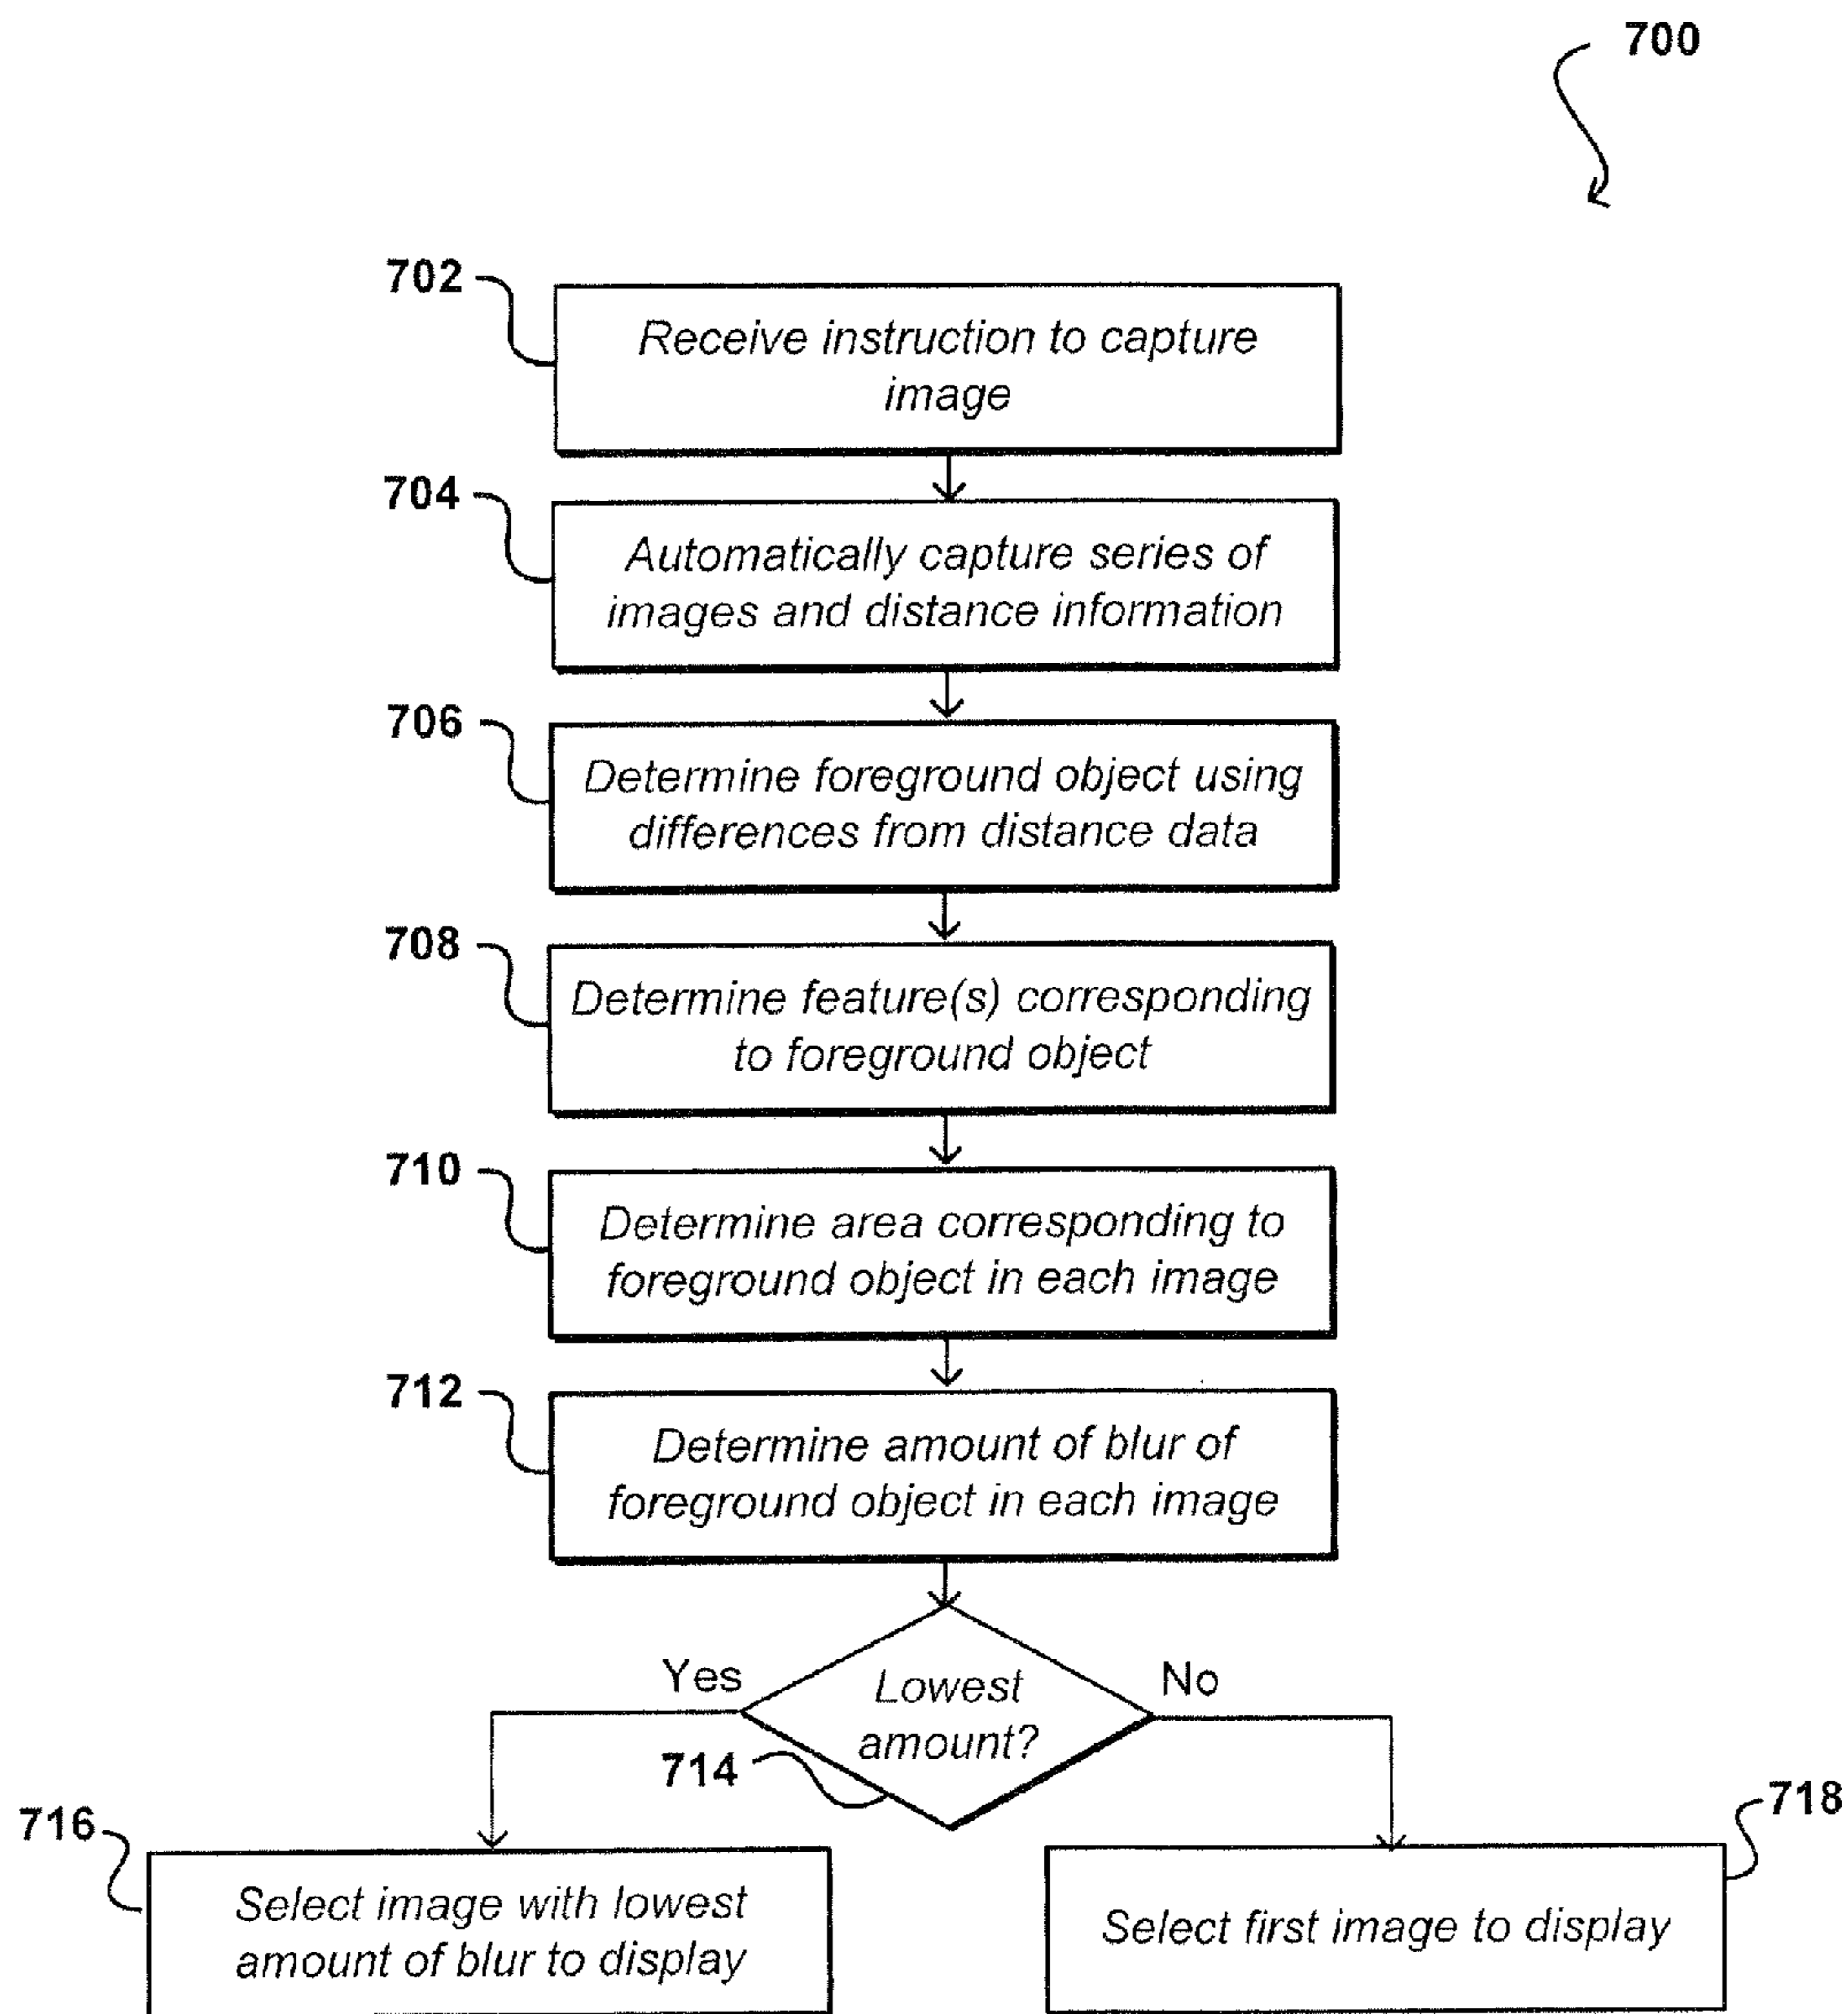 700
702
Receive instruction to capture
image
704
Automatically capture series of
images and distance information
706
Determine foreground object using
differences from distance data
708
Determine feature(s) corresponding
to foreground object
710
Determine area corresponding to
foreground object in each image
712
Determine amount of blur of
foreground object in each image
Yes
Lowest
amount?
No
714
716
Select image with lowest
amount of blur to display
718
Select first image to display